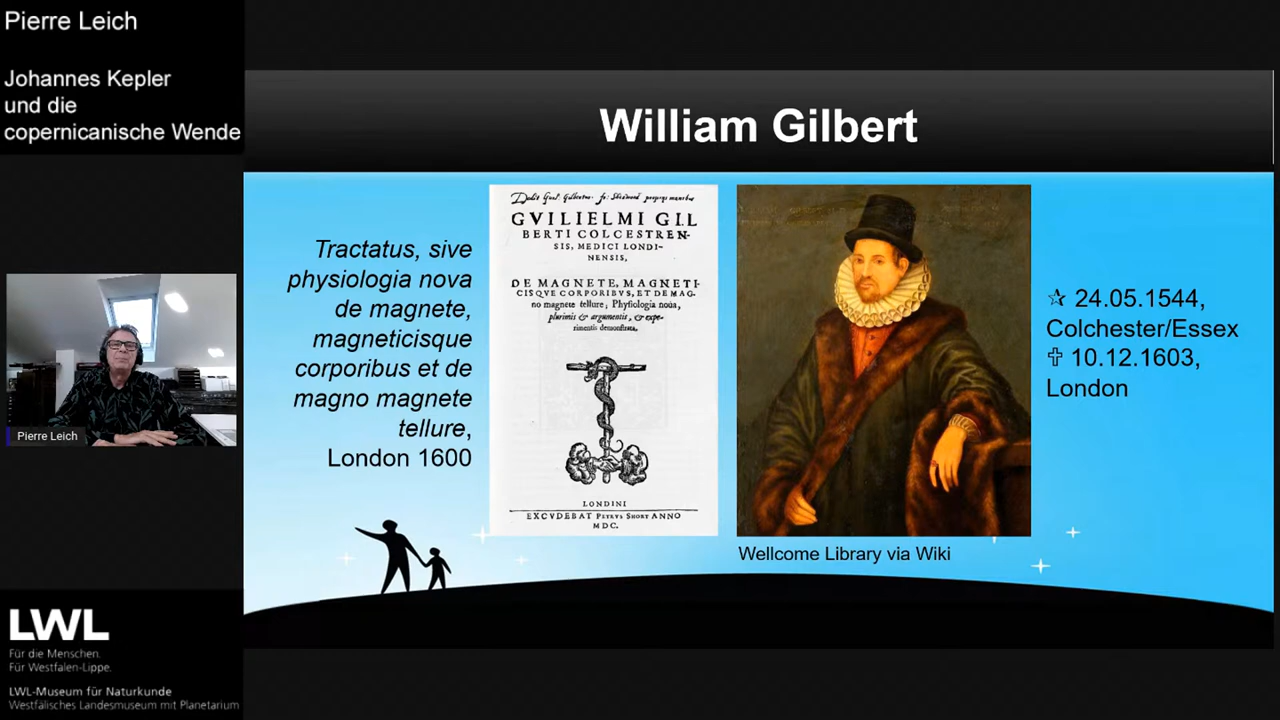 Pierre Leich
Johannes Kepler
und die
copernicanische Wende
Pierre Leich
LWL
Für die Menschen.
Für Westfalen-Lippe.
LWL-Museum für Naturkunde
Westfälisches Landesmuseum mit Planetarium
William Gilbert
Tractatus, sive
physiologia nova
de magnete,
magneticisque
corporibus et de
magno magnete
tellure,
London 1600
GVILIELMI GIL
BERTI COLCESTREN-
SIS, MEDICI LONDI-
NENSIS,
DE MAGNETE, MAGNETI-
CISQVE CORPORIBVS, ET DE MAG-
no magnete tellure; Physiologia noua,
plurimis & argumentis, & expe-
rimentis demonstrata.
LONDINI
EXCVDEBAT PETRVS SHORT ANNO
MDC.
Wellcome Library via Wiki
✩ 24.05.1544,
Colchester/Essex
✞ 10.12.1603,
London